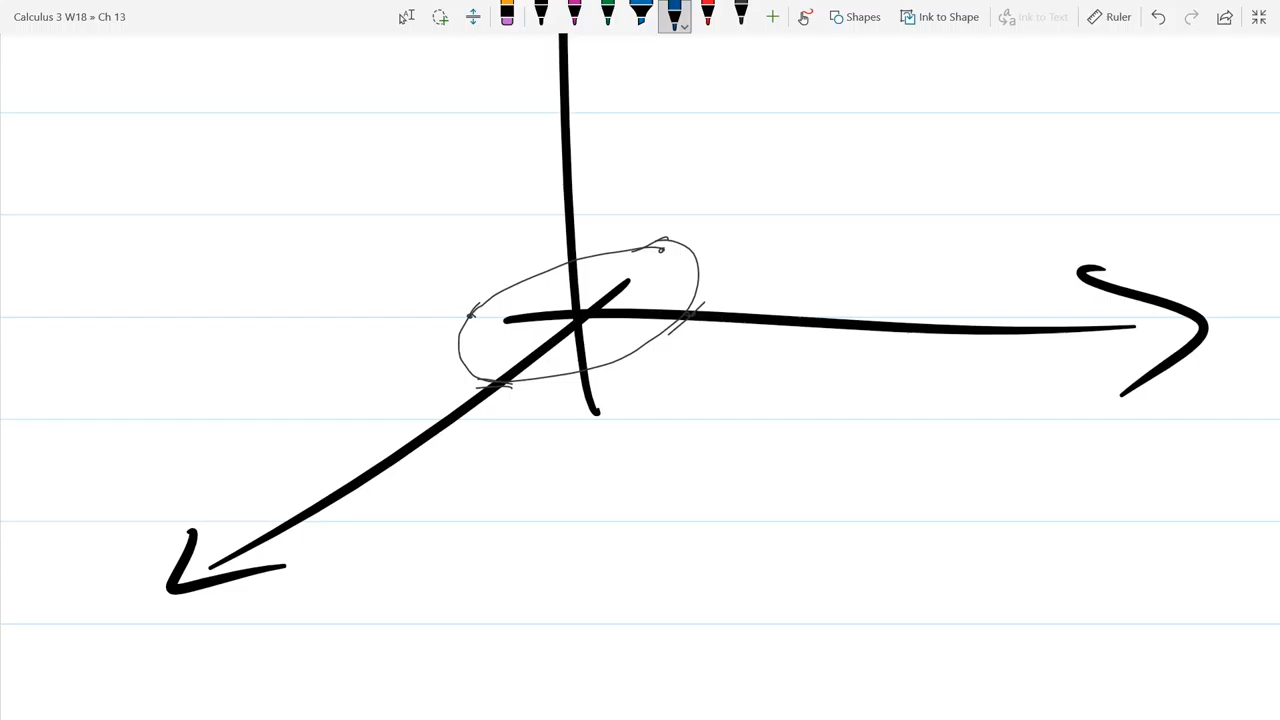 Calculus 3 W18 » Ch 13
Shapes
Ink to Shape
Ink to Text
Ruler